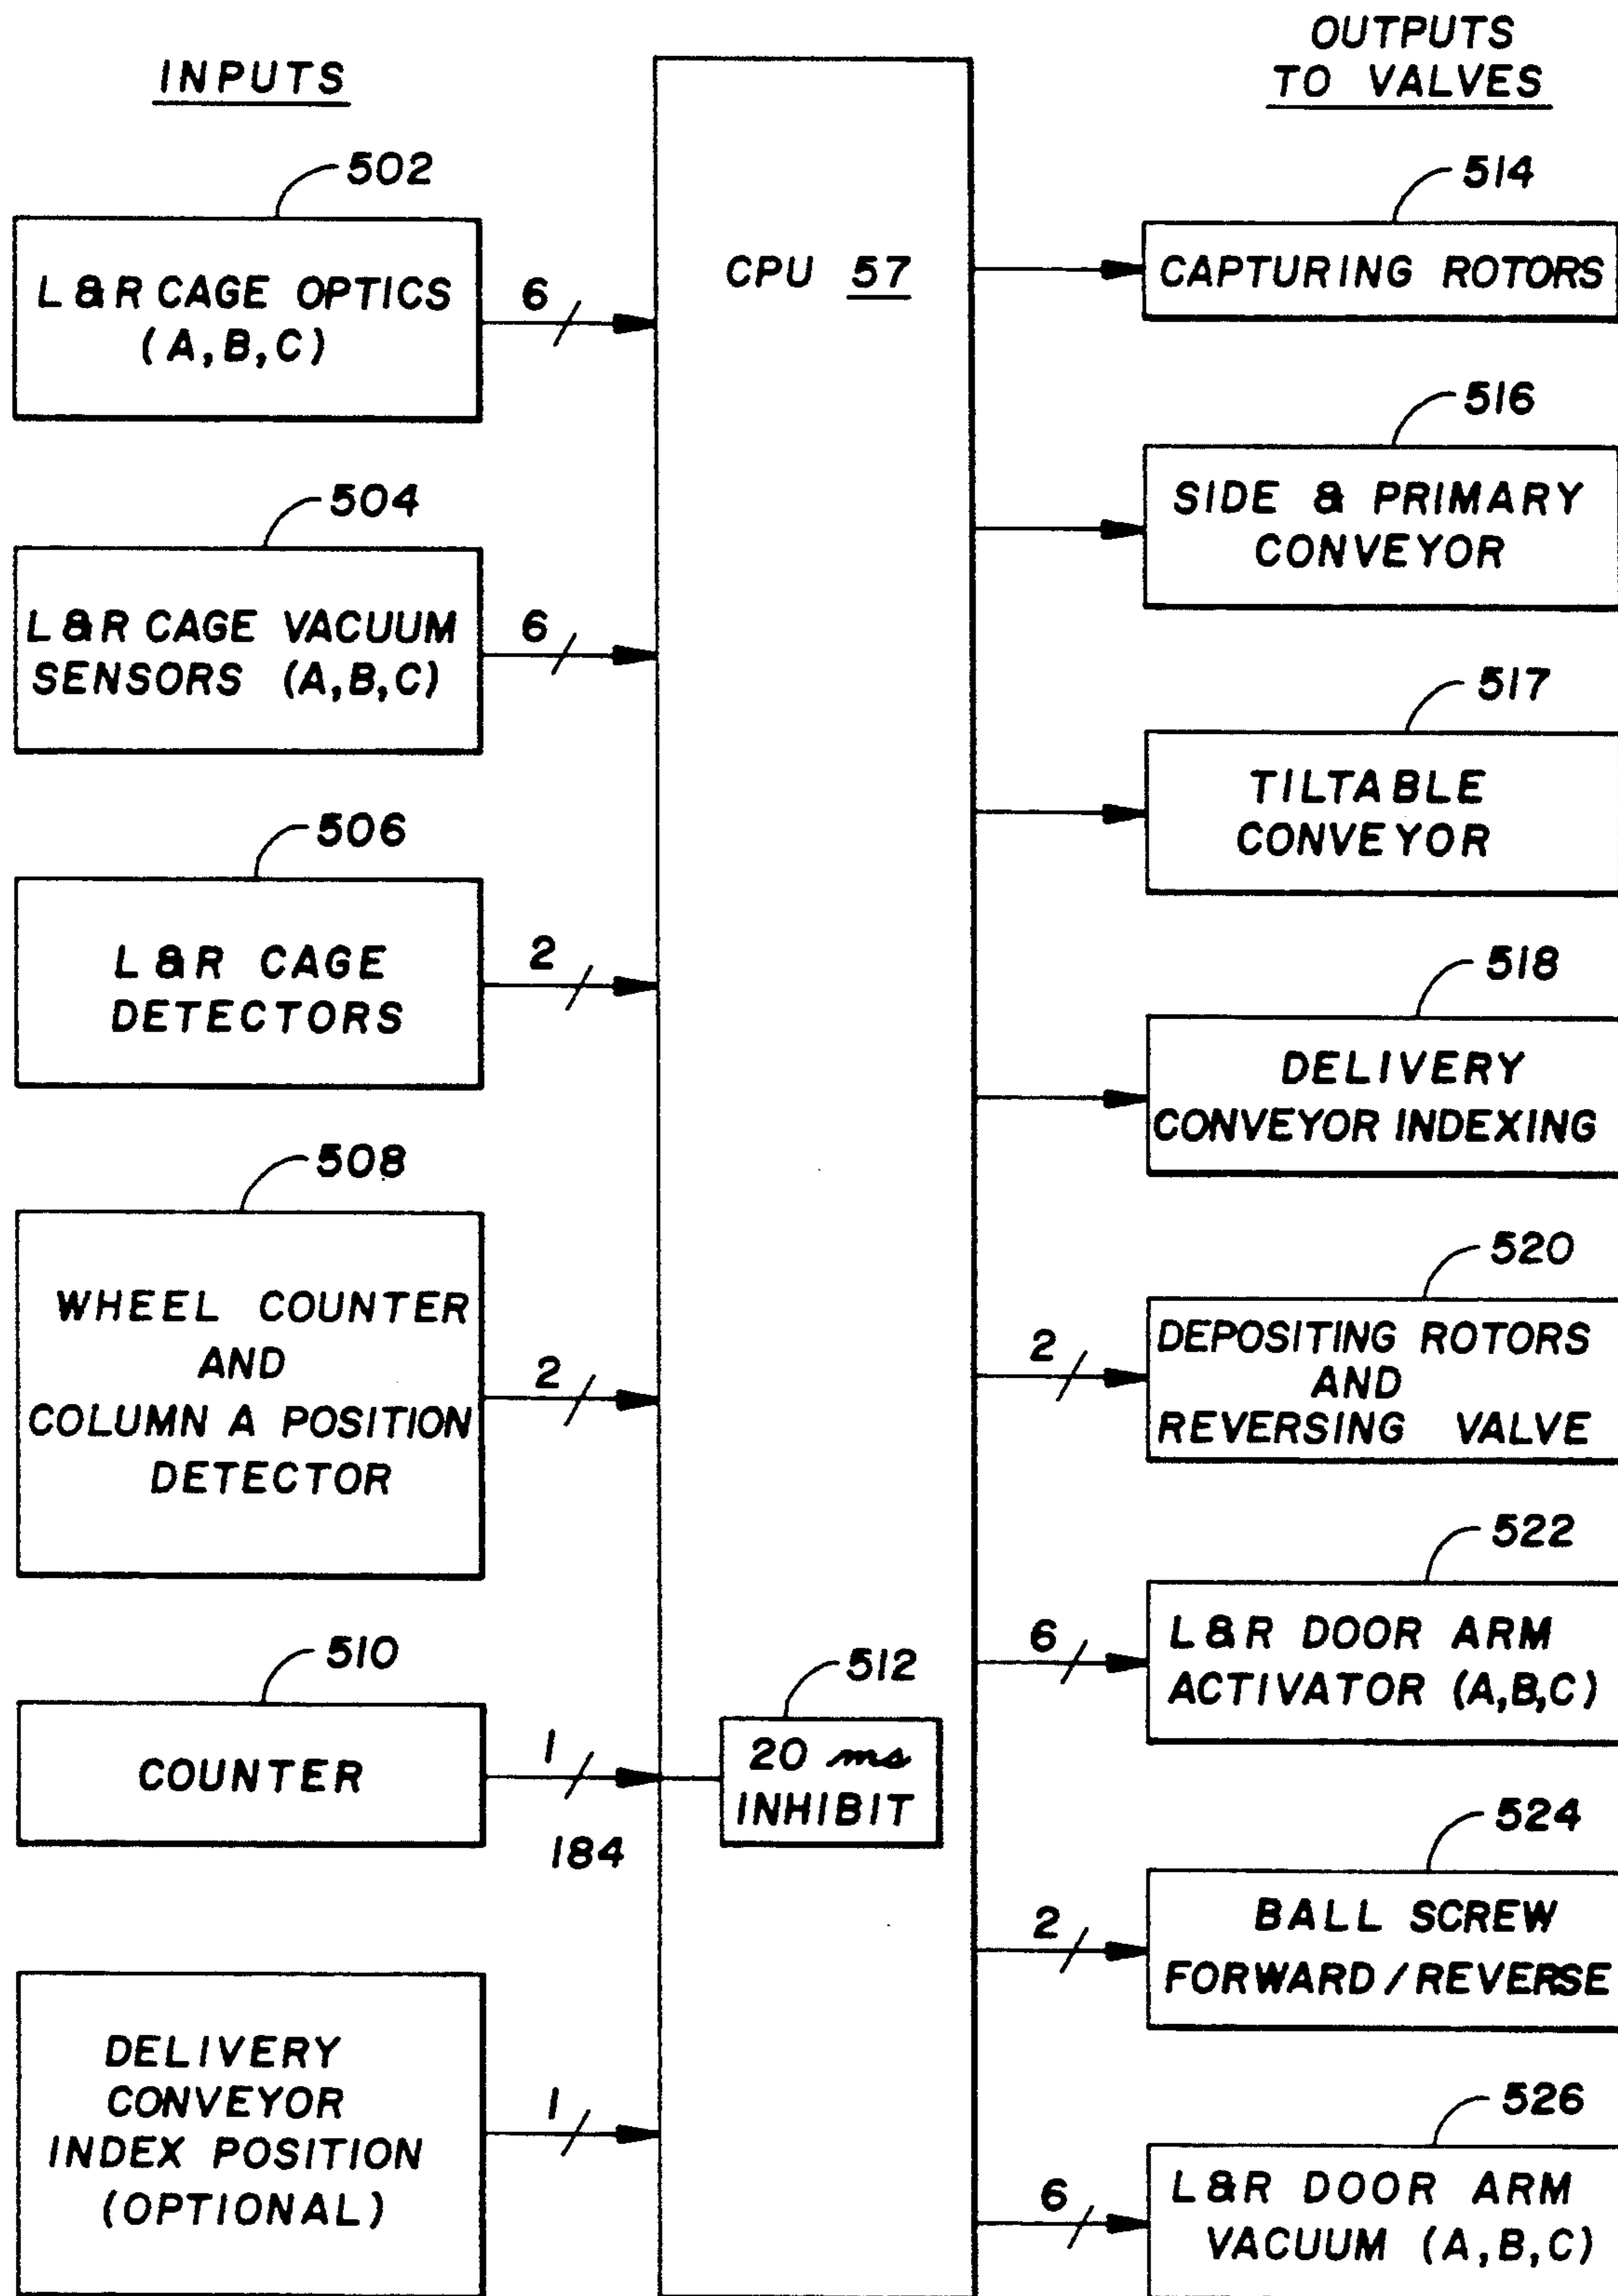 INPUTS
502
L & R CAGE OPTICS
(A, B, C)
6
504
L & R CAGE VACUUM
SENSORS (A, B, C)
6
506
L & R CAGE
DETECTORS
2
508
WHEEL COUNTER
AND
COLUMN A POSITION
DETECTOR
2
510
COUNTER
1
184
DELIVERY
CONVEYOR
INDEX POSITION
(OPTIONAL)
1
CPU 57
512
20 ms
INHIBIT
OUTPUTS
TO VALVES
514
CAPTURING ROTORS
516
SIDE & PRIMARY
CONVEYOR
517
TILTABLE
CONVEYOR
518
DELIVERY
CONVEYOR INDEXING
520
2
DEPOSITING ROTORS
AND
REVERSING VALVE
522
6
L & R DOOR ARM
ACTIVATOR (A, B, C)
524
2
BALL SCREW
FORWARD / REVERSE
526
6
L & R DOOR ARM
VACUUM (A, B, C)